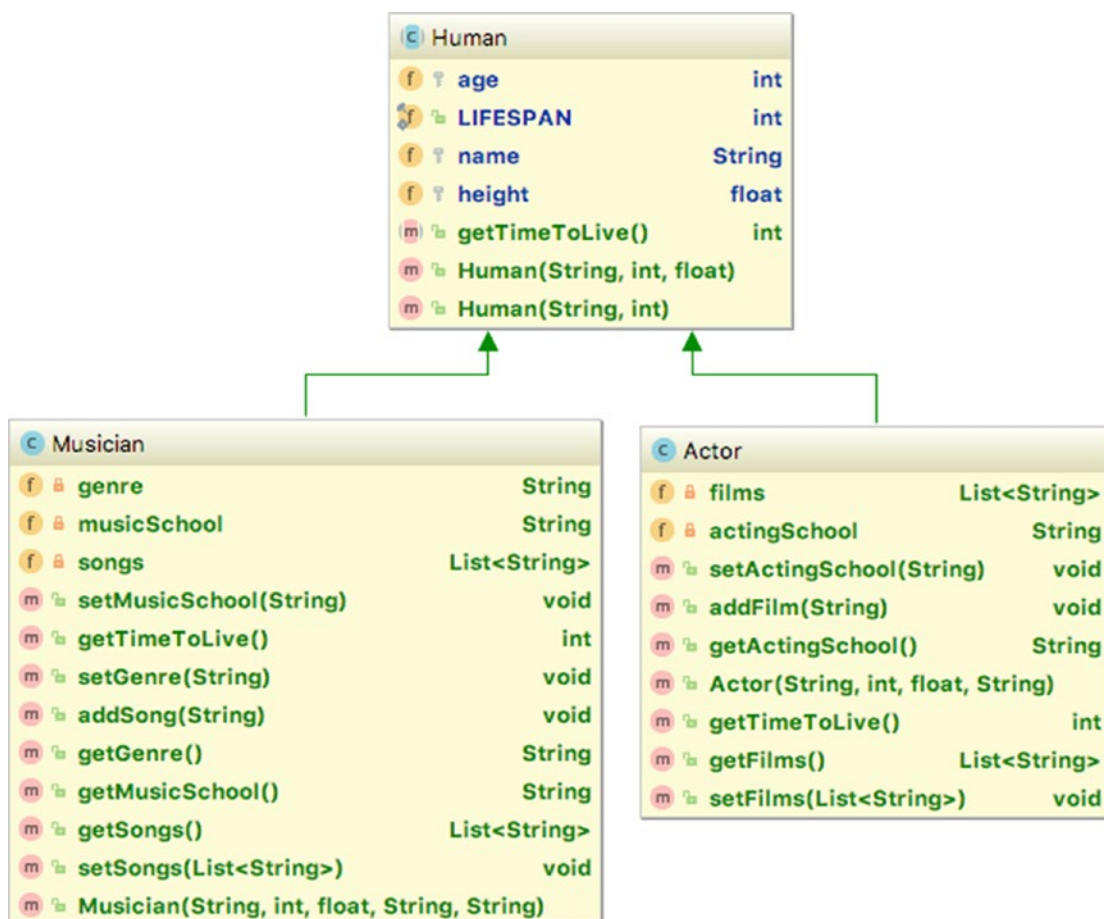 Human
age int
LIFESPAN int
name String
height float
getTimeToLive() int
Human(String, int, float)
Human(String, int)
Musician
genre String
musicSchool String
songs List<String>
setMusicSchool(String) void
getTimeToLive() int
setGenre(String) void
addSong(String) void
getGenre() String
getMusicSchool() String
getSongs() List<String>
setSongs(List<String>) void
Musician(String, int, float, String, String)
Actor
films List<String>
actingSchool String
setActingSchool(String) void
addFilm(String) void
getActingSchool() String
Actor(String, int, float, String)
getTimeToLive() int
getFilms() List<String>
setFilms(List<String>) void